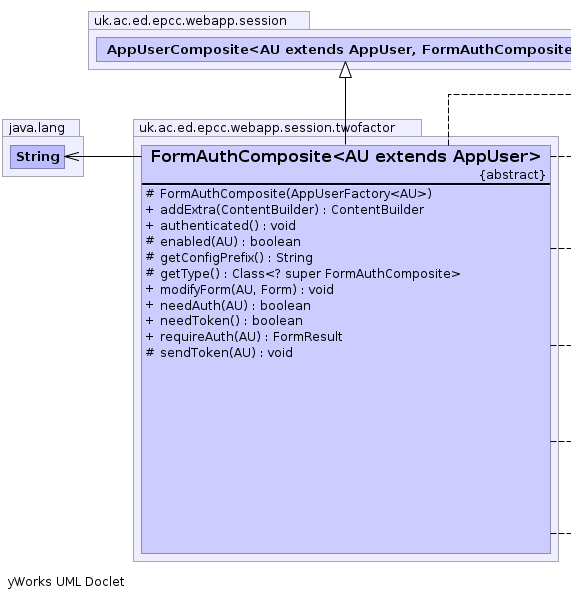 uk.ac.ed.epcc.webapp.session
AppUserComposite<AU extends AppUser, FormAuthComposite
java.lang
String
uk.ac.ed.epcc.webapp.session.twofactor
FormAuthComposite<AU extends AppUser>
{abstract}
# FormAuthComposite(AppUserFactory<AU>)
+ addExtra(ContentBuilder) : ContentBuilder
+ authenticated() : void
# enabled(AU) : boolean
# getConfigPrefix() : String
# getType() : Class<? super FormAuthComposite>
+ modifyForm(AU, Form) : void
+ needAuth(AU) : boolean
+ needToken() : boolean
+ requireAuth(AU) : FormResult
# sendToken(AU) : void
yWorks UML Doclet